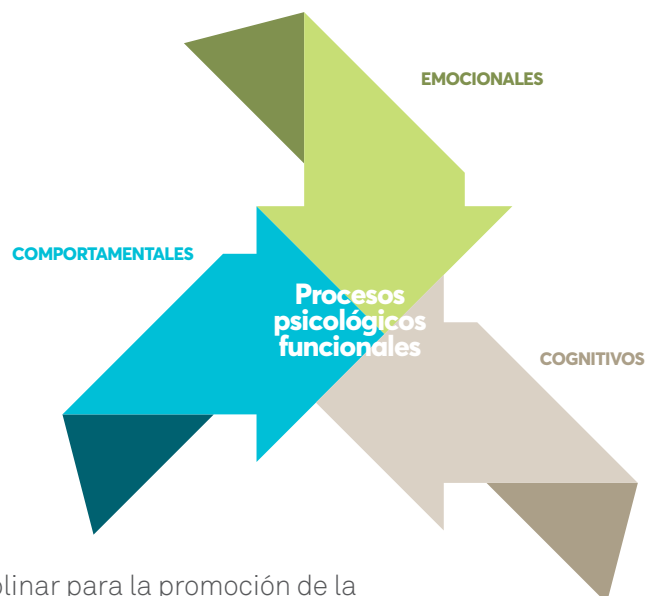 EMOCIONALES
COMPORTAMENTALES
Procesos
psicológicos
funcionales
COGNITIVOS
plinar para la promoción de la